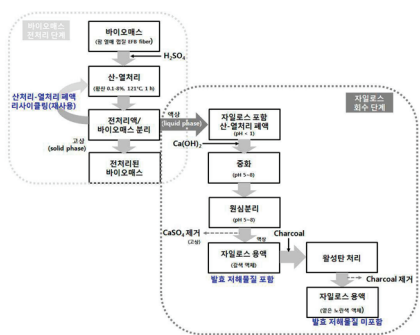 바이오매스
전처리 단계
바이오매스
(팜 열매 껍질 EFB fiber)
H₂SO₄
산-열처리
(황산 0.1-8%, 121℃, 1 h)
산처리-열처리 폐액
리사이클링(재사용)
전처리액/
바이오매스 분리
액상
(liquid phase)
고상
(solid phase)
전처리된
바이오매스
자일로스
회수 단계
자일로스 포함
산-열처리 폐액
(pH < 1)
Ca(OH)₂
중화
(pH 5~8)
원심분리
(pH 5~8)
CaSO₄ 제거
(고상)
액상
Charcoal
자일로스 용액
(검색 액체)
발효 저해물질 포함
활성탄 처리
Charcoal 제거
자일로스 용액
(옅은 노란색 액체)
발효 저해물질 미포함